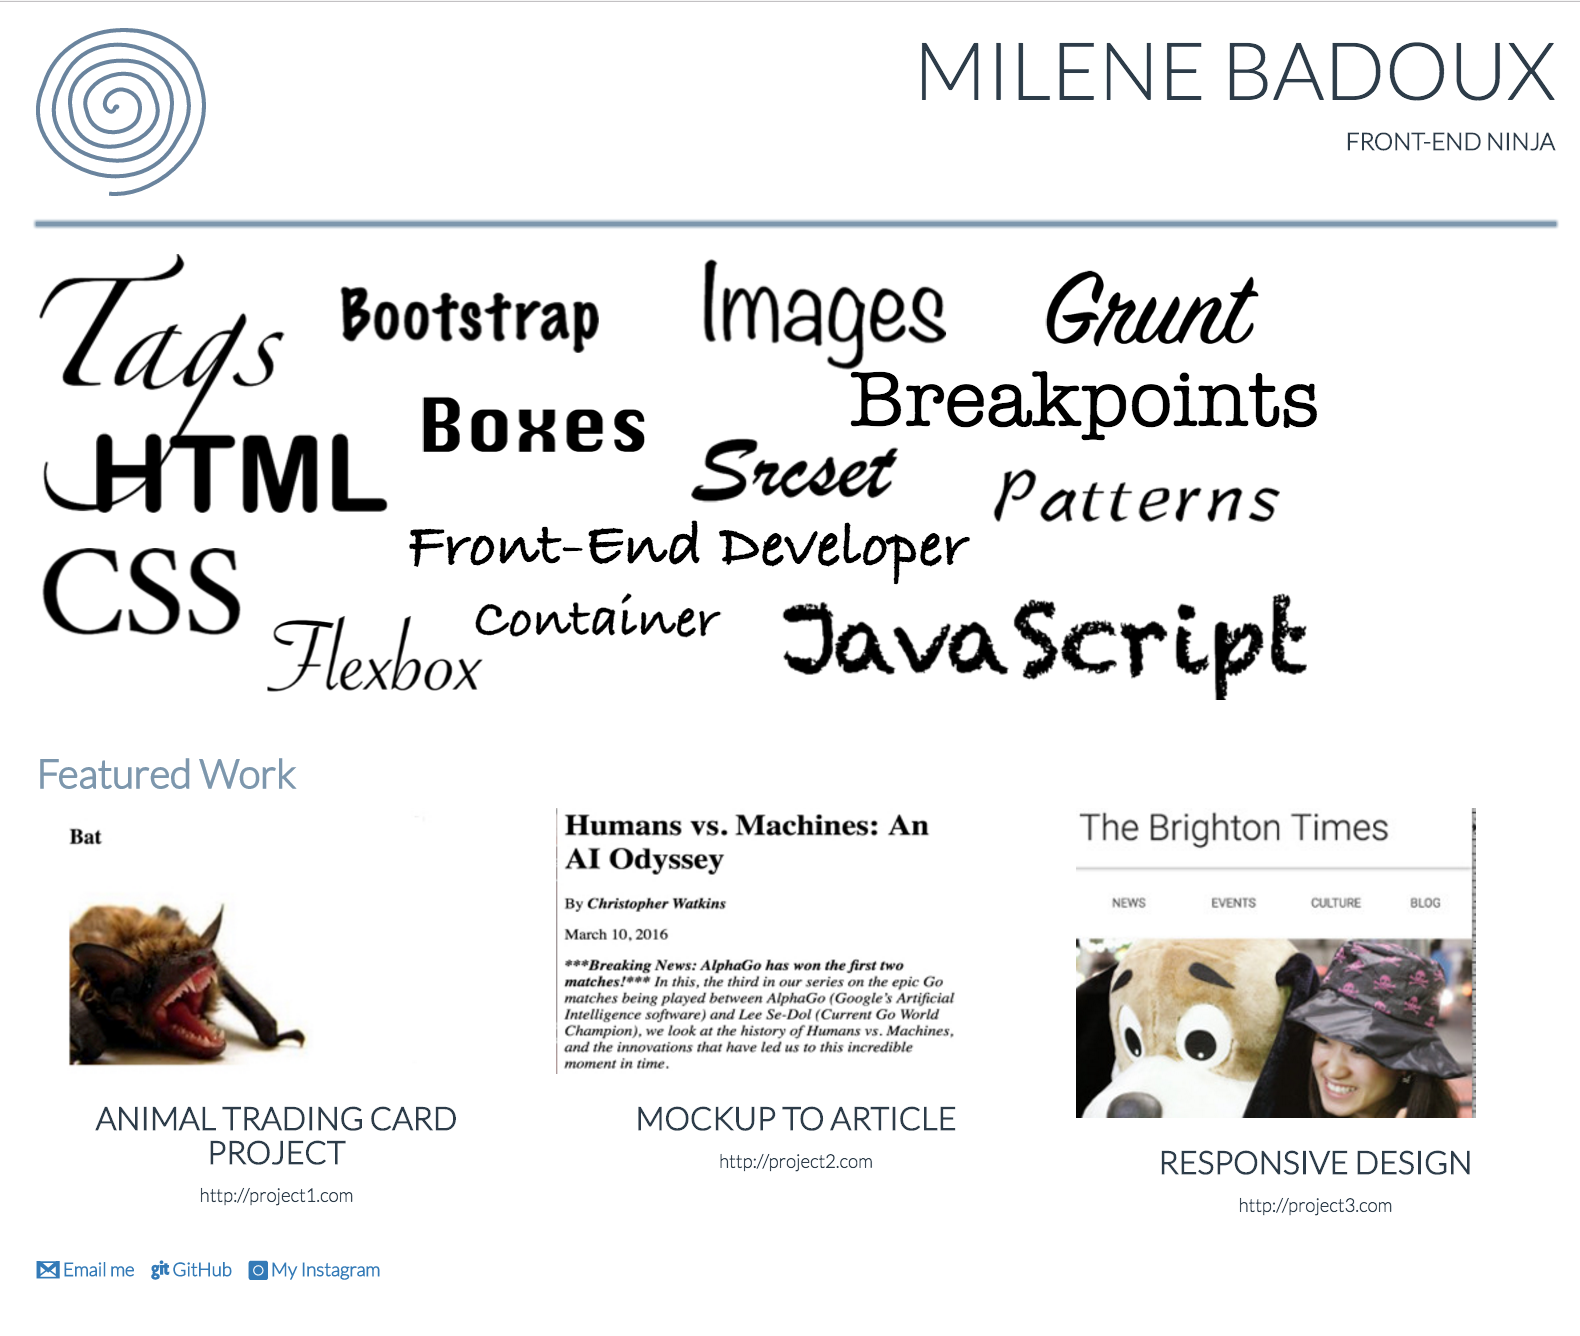 MILENE BADOUX
FRONT-END NINJA
Tags
Bootstrap
Images
Grunt
Breakpoints
Boxes
HTML
Srcset
Patterns
Front-End Developer
CSS
Container
JavaScript
Flexbox
Featured Work
Bat
ANIMAL TRADING CARD
PROJECT
http://project1.com
Humans vs. Machines: An
AI Odyssey
By Christopher Watkins
March 10, 2016
***Breaking News: AlphaGo has won the first two
matches!*** In this, the third in our series on the epic Go
matches being played between AlphaGo (Google's Artificial
Intelligence software) and Lee Se-Dol (Current Go World
Champion), we look at the history of Humans vs. Machines,
and the innovations that have led us to this incredible
moment in time.
MOCKUP TO ARTICLE
http://project2.com
The Brighton Times
NEWS EVENTS CULTURE BLOG
RESPONSIVE DESIGN
http://project3.com
Email me git GitHub My Instagram